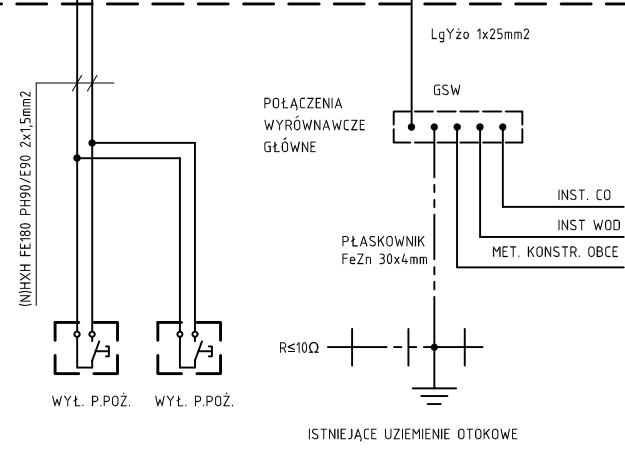 LgYżo 1x25mm2
GSW
POŁĄCZENIA
WYRÓWNAWCZE
GŁÓWNE
(N)HXH FE180 PH90/E90 2x1,5mm2
INST. CO
INST WOD
MET. KONSTR. OBCE
PŁASKOWNIK
FeZn 30x4mm
R≤10Ω
WYŁ. P.POŻ.
WYŁ. P.POŻ.
ISTNIEJĄCE UZIEMIENIE OTOKOWE